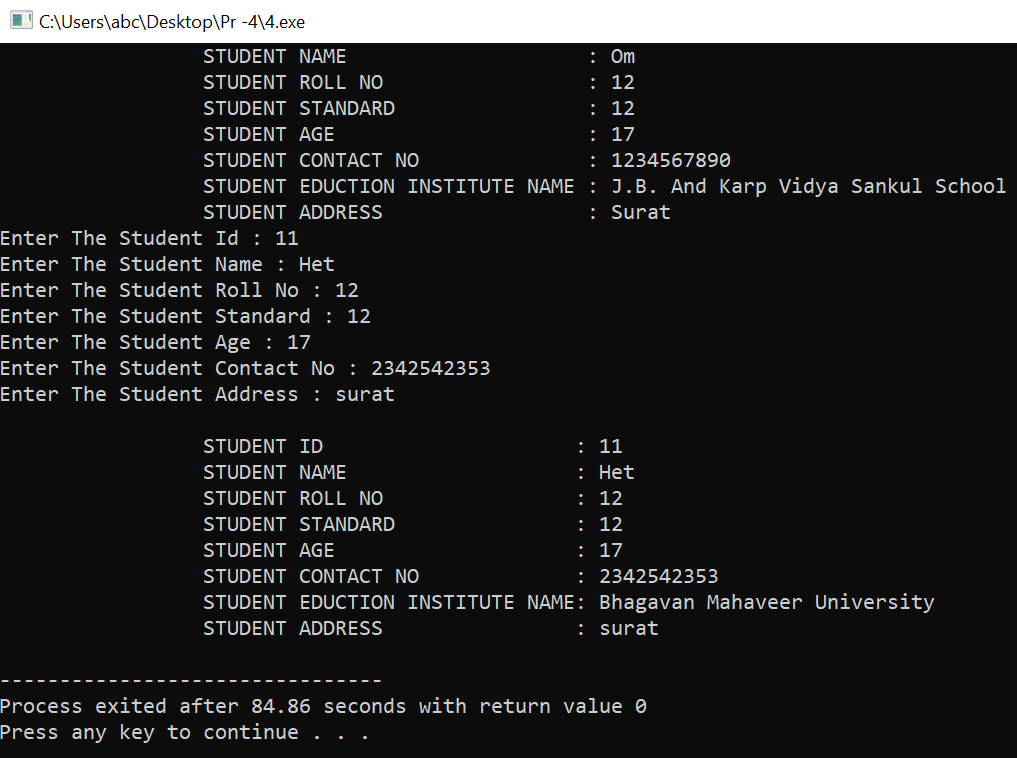 C:\Users\abc\Desktop\Pr -4\4.exe
STUDENT NAME : Om
STUDENT ROLL NO : 12
STUDENT STANDARD : 12
STUDENT AGE : 17
STUDENT CONTACT NO : 1234567890
STUDENT EDUCTION INSTITUTE NAME : J.B. And Karp Vidya Sankul School
STUDENT ADDRESS : Surat
Enter The Student Id : 11
Enter The Student Name : Het
Enter The Student Roll No : 12
Enter The Student Standard : 12
Enter The Student Age : 17
Enter The Student Contact No : 2342542353
Enter The Student Address : surat
STUDENT ID : 11
STUDENT NAME : Het
STUDENT ROLL NO : 12
STUDENT STANDARD : 12
STUDENT AGE : 17
STUDENT CONTACT NO : 2342542353
STUDENT EDUCTION INSTITUTE NAME: Bhagavan Mahaveer University
STUDENT ADDRESS : surat
--------------------------------
Process exited after 84.86 seconds with return value 0
Press any key to continue . . .